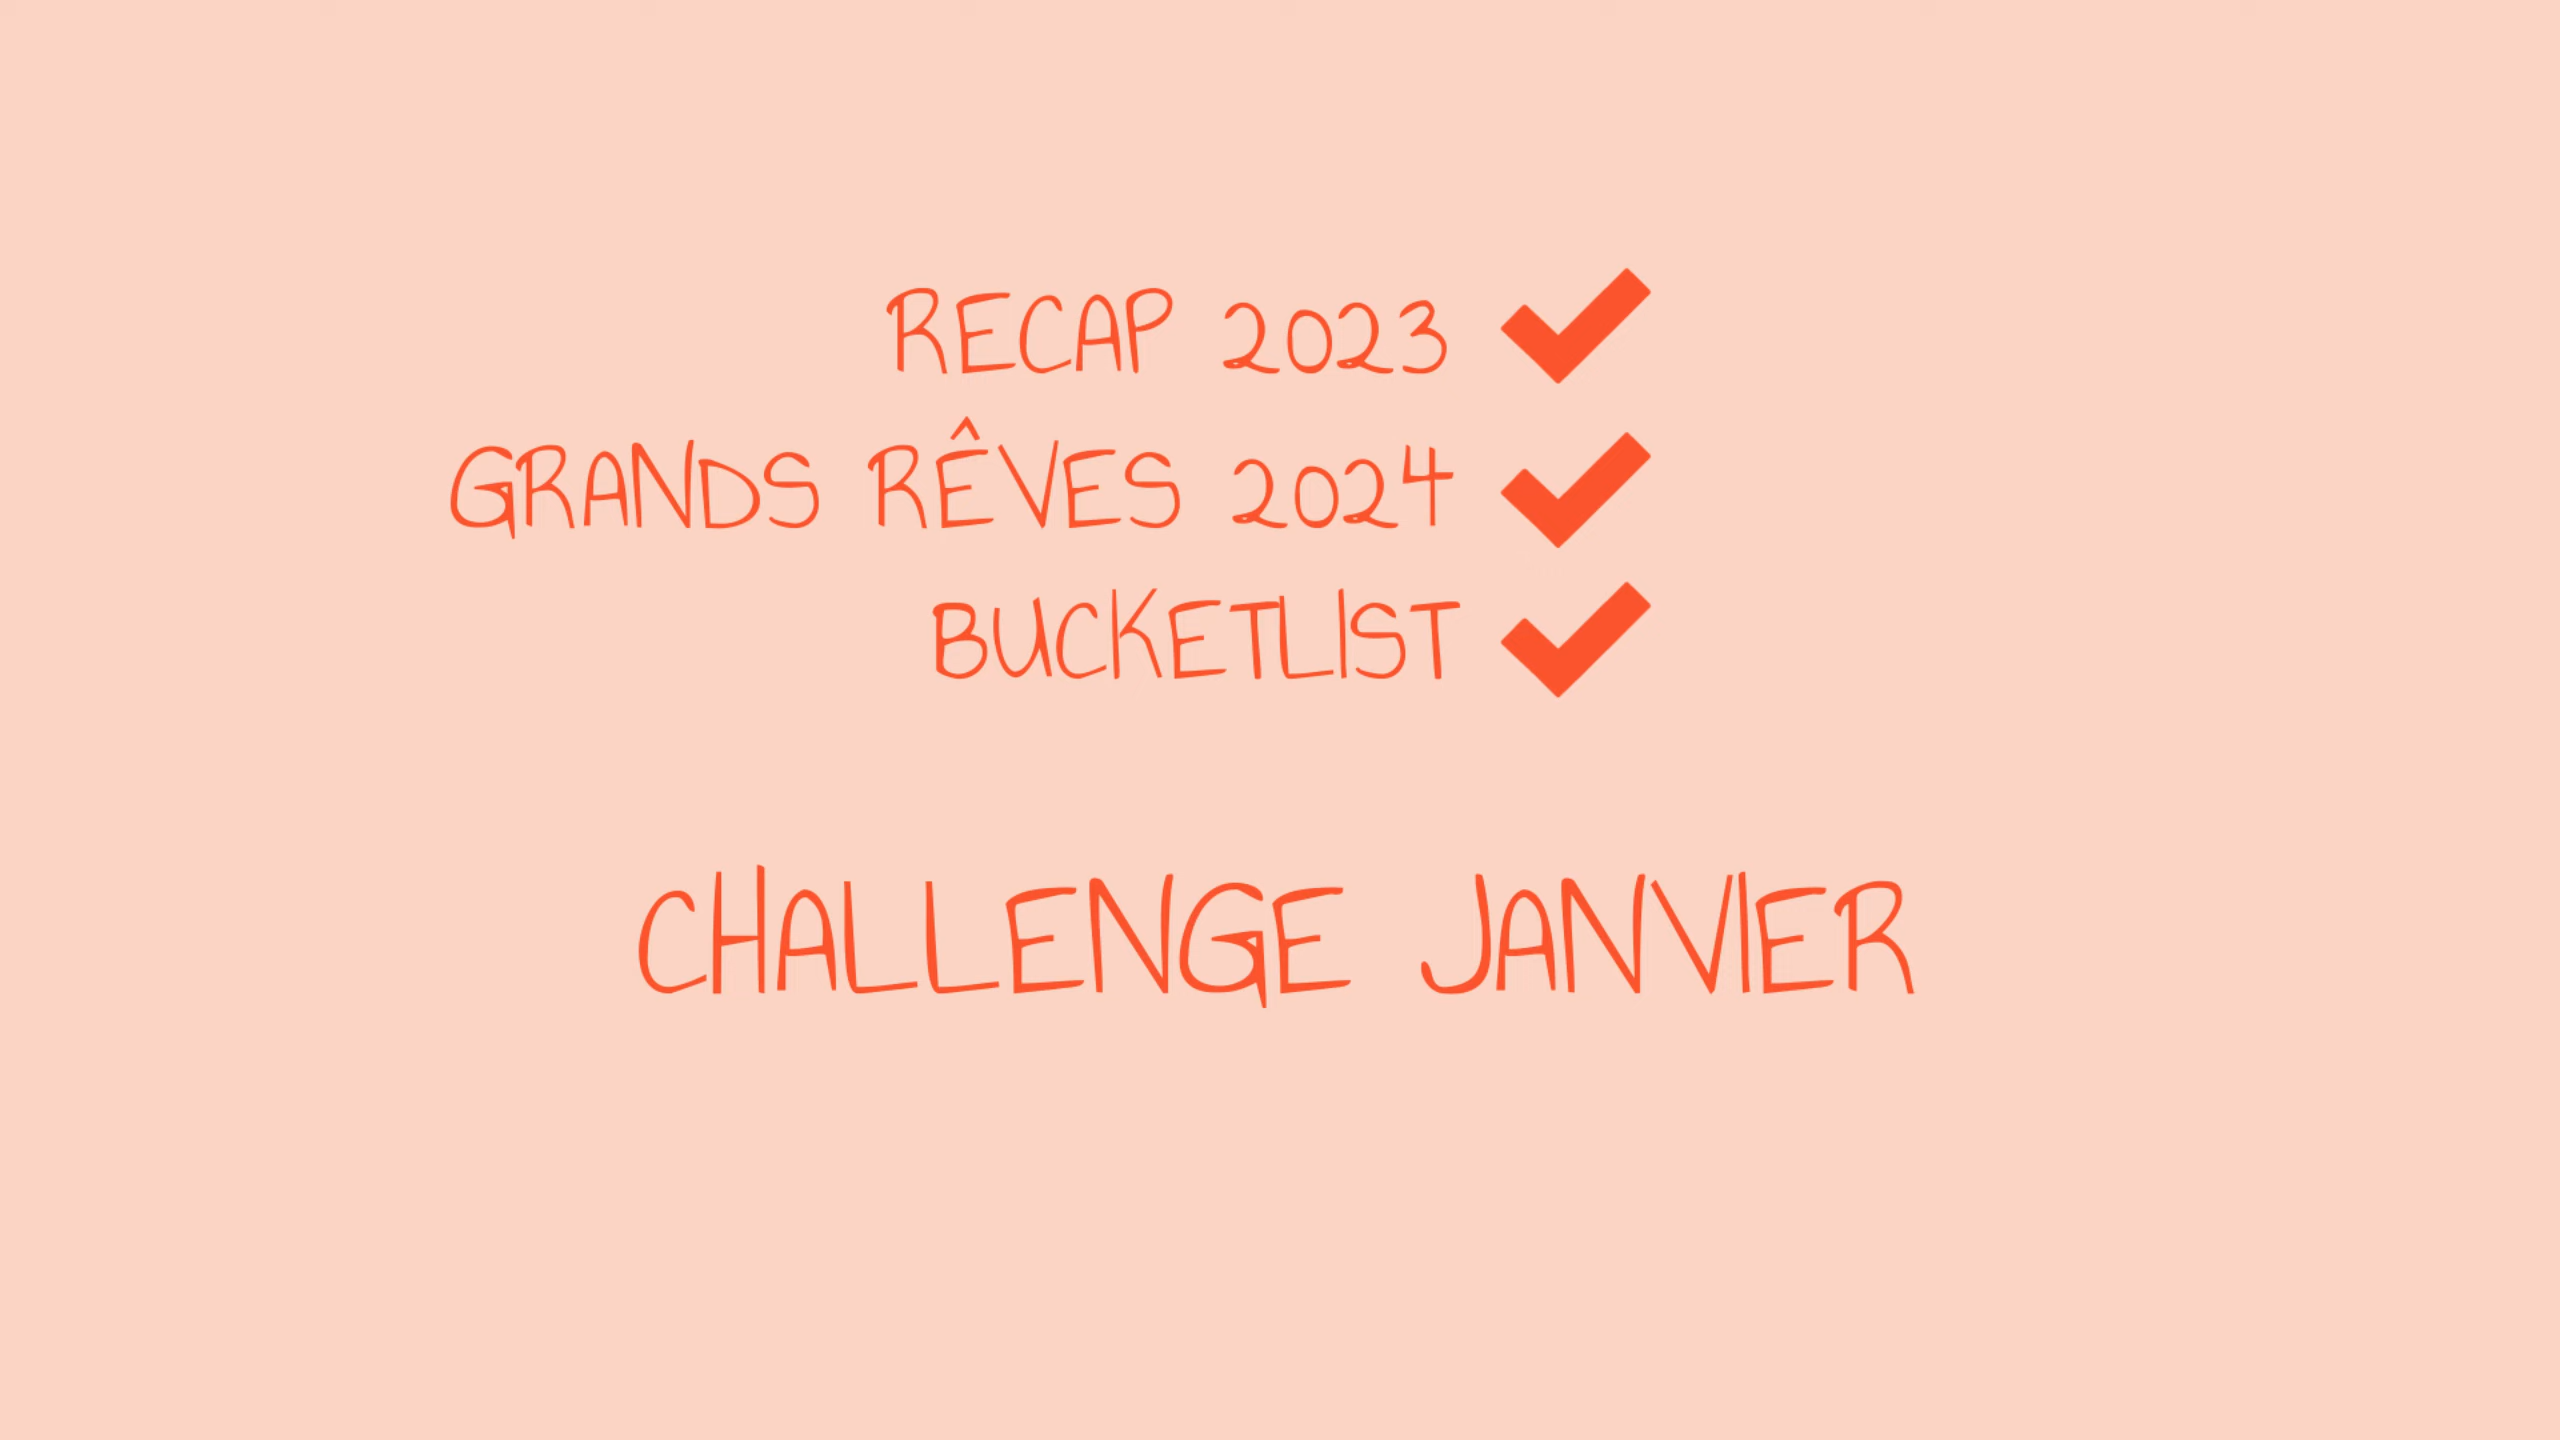 RECAP 2023 ✔
GRANDS RÊVES 2024 ✔
BUCKETLIST ✔
CHALLENGE JANVIER